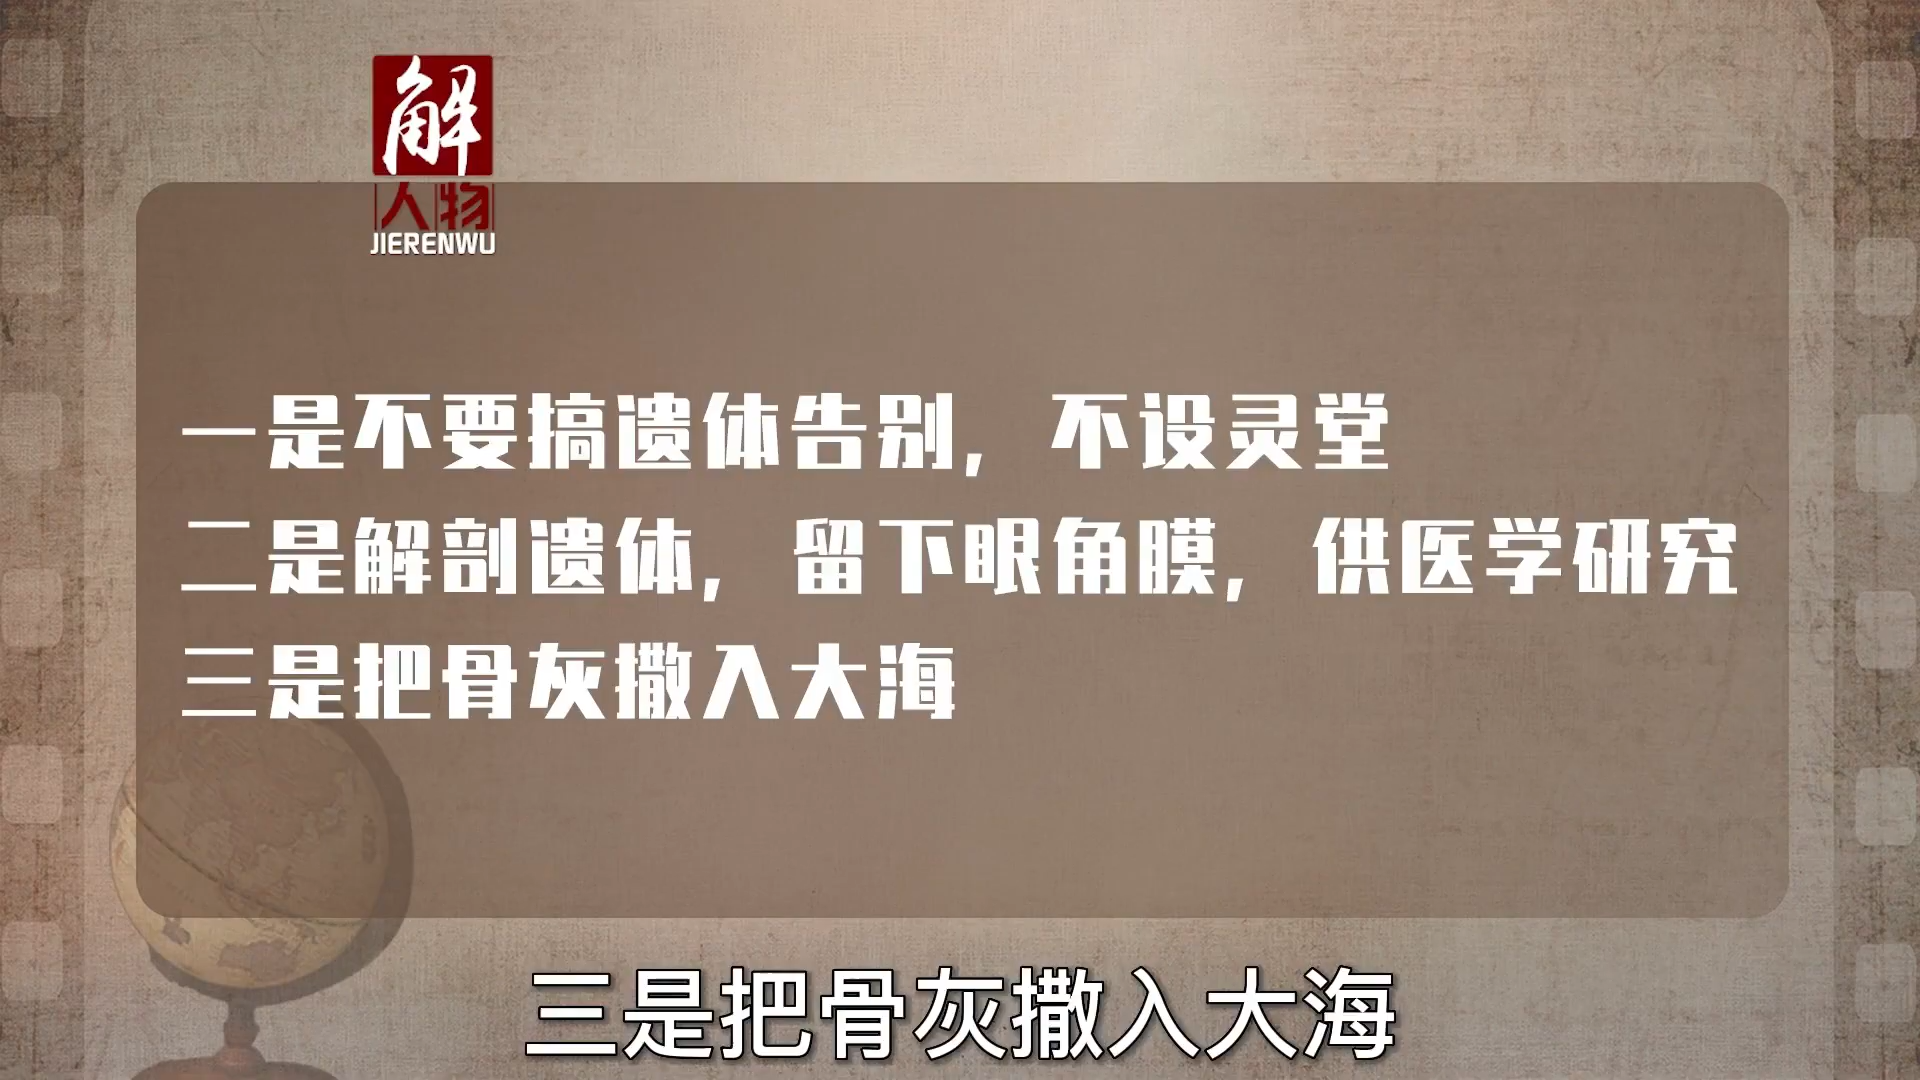 解
人物
JIERENWU
一是不要搞遗体告别，不设灵堂
二是解剖遗体，留下眼角膜，供医学研究
三是把骨灰撒入大海
三是把骨灰撒入大海